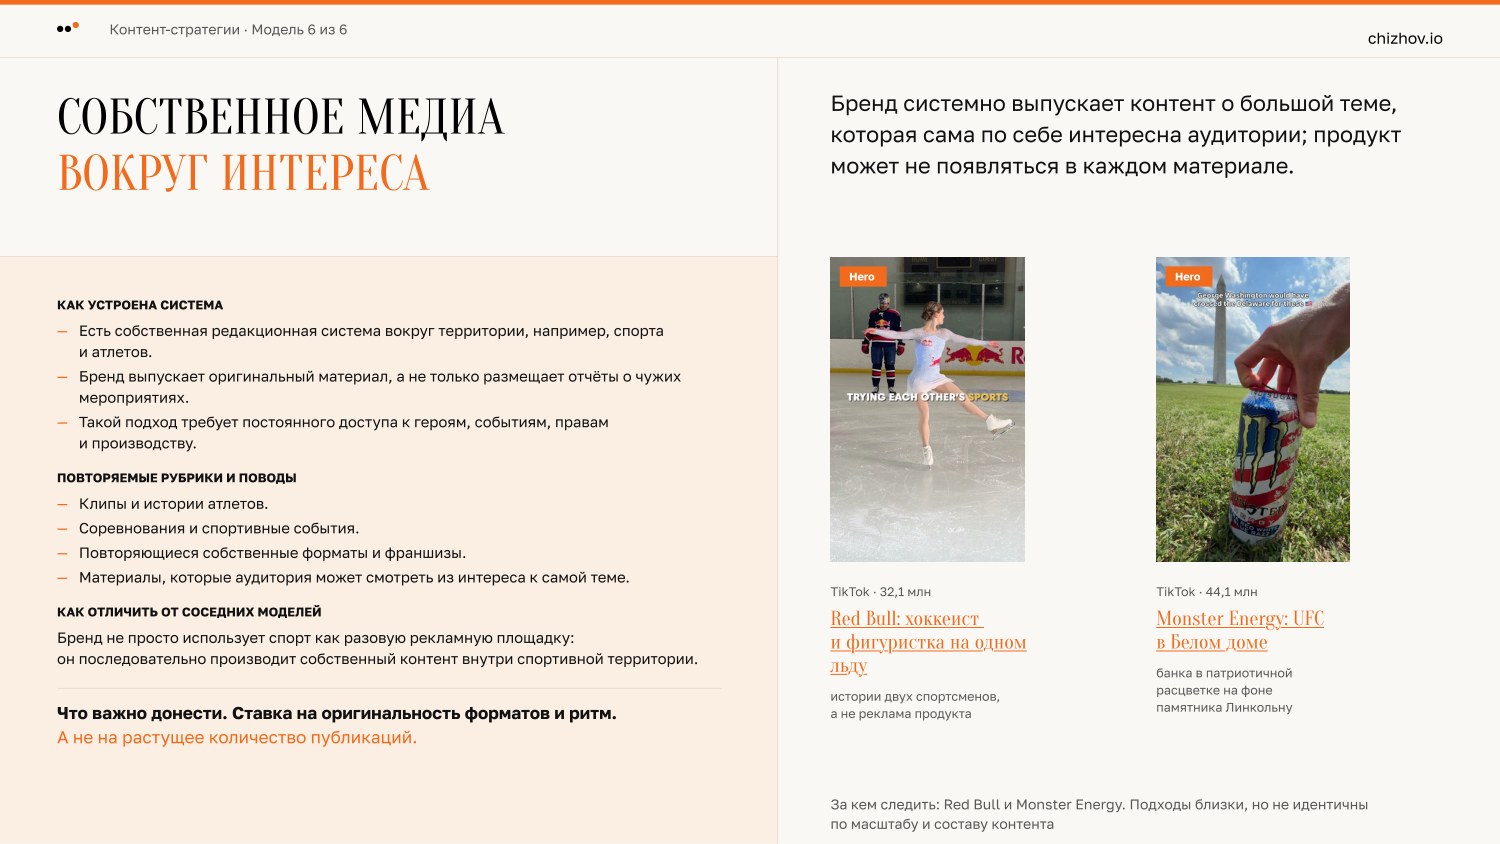 Контент-стратегии · Модель 6 из 6
chizhov.io
СОБСТВЕННОЕ МЕДИА
ВОКРУГ ИНТЕРЕСА
Бренд системно выпускает контент о большой теме,
которая сама по себе интересна аудитории; продукт
может не появляться в каждом материале.
КАК УСТРОЕНА СИСТЕМА
— Есть собственная редакционная система вокруг территории, например, спорта
и атлетов.
— Бренд выпускает оригинальный материал, а не только размещает отчёты о чужих
мероприятиях.
— Такой подход требует постоянного доступа к героям, событиям, правам
и производству.
ПОВТОРЯЕМЫЕ РУБРИКИ И ПОВОДЫ
— Клипы и истории атлетов.
— Соревнования и спортивные события.
— Повторяющиеся собственные форматы и франшизы.
— Материалы, которые аудитория может смотреть из интереса к самой теме.
КАК ОТЛИЧИТЬ ОТ СОСЕДНИХ МОДЕЛЕЙ
Бренд не просто использует спорт как разовую рекламную площадку:
он последовательно производит собственный контент внутри спортивной территории.
Что важно донести. Ставка на оригинальность форматов и ритм.
А не на растущее количество публикаций.
Hero
TRYING EACH OTHER'S SPORTS
TikTok · 32,1 млн
Red Bull: хоккеист
и фигуристка на одном
льду
истории двух спортсменов,
а не реклама продукта
Hero
George Washington would have
crossed the Delaware for these
TikTok · 44,1 млн
Monster Energy: UFC
в Белом доме
банка в патриотичной
расцветке на фоне
памятника Линкольну
За кем следить: Red Bull и Monster Energy. Подходы близки, но не идентичны
по масштабу и составу контента